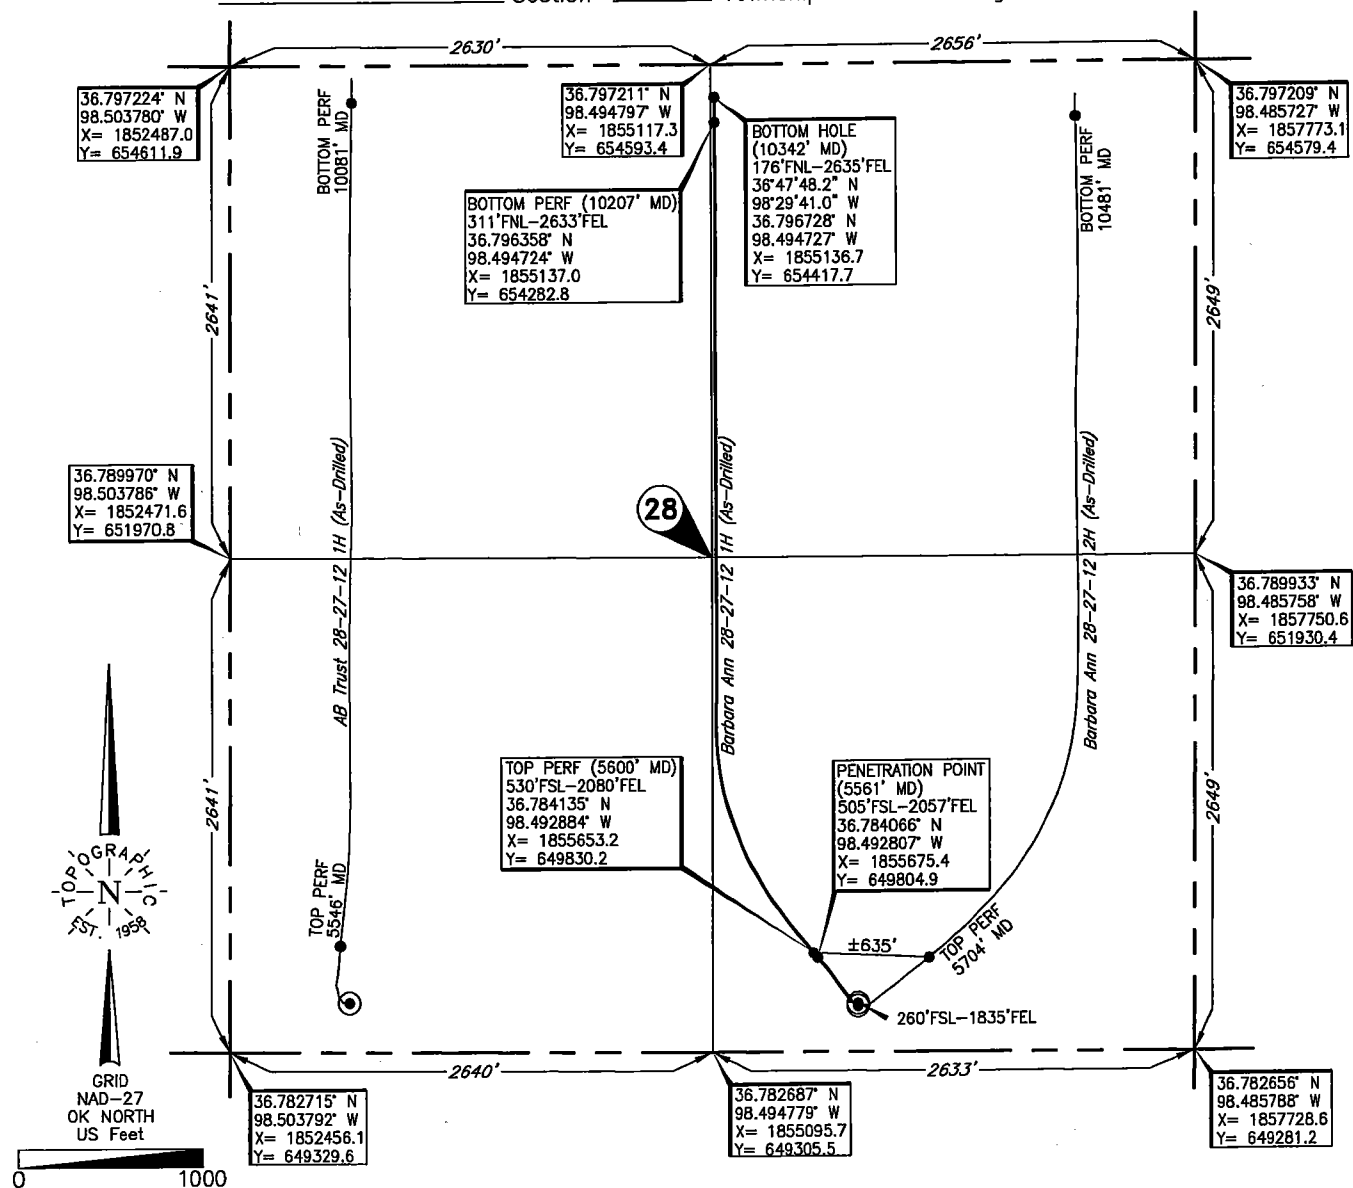 2630'
2656'
36.797224° N
98.503780° W
X= 1852487.0
Y= 654611.9
BOTTOM PERF
10081' MD
36.797211° N
98.494797° W
X= 1855117.3
Y= 654593.4
BOTTOM HOLE
(10342' MD)
176'FNL-2635'FEL
36°47'48.2" N
98°29'41.0" W
36.796728° N
98.494727° W
X= 1855136.7
Y= 654417.7
36.797209° N
98.485727° W
X= 1857773.1
Y= 654579.4
BOTTOM PERF
10481' MD
BOTTOM PERF (10207' MD)
311'FNL-2633'FEL
36.796358° N
98.494724° W
X= 1855137.0
Y= 654282.8
2641'
2649'
36.789970° N
98.503786° W
X= 1852471.6
Y= 651970.8
AB Trust 28-27-12 1H (As-Drilled)
28
Barbara Ann 28-27-12 1H (As-Drilled)
Barbara Ann 28-27-12 2H (As-Drilled)
36.789933° N
98.485758° W
X= 1857750.6
Y= 651930.4
2641'
2649'
TOP PERF (5600' MD)
530'FSL-2080'FEL
36.784135° N
98.492884° W
X= 1855653.2
Y= 649830.2
PENETRATION POINT
(5561' MD)
505'FSL-2057'FEL
36.784066° N
98.492807° W
X= 1855675.4
Y= 649804.9
TOP PERF
5546' MD
±635'
TOP PERF
5704' MD
260'FSL-1835'FEL
TOPOGRAPHIC
N
EST. 1958
2640'
2633'
GRID
NAD-27
OK NORTH
US Feet
0 1000
36.782715° N
98.503792° W
X= 1852456.1
Y= 649329.6
36.782687° N
98.494779° W
X= 1855095.7
Y= 649305.5
36.782656° N
98.485788° W
X= 1857728.6
Y= 649281.2